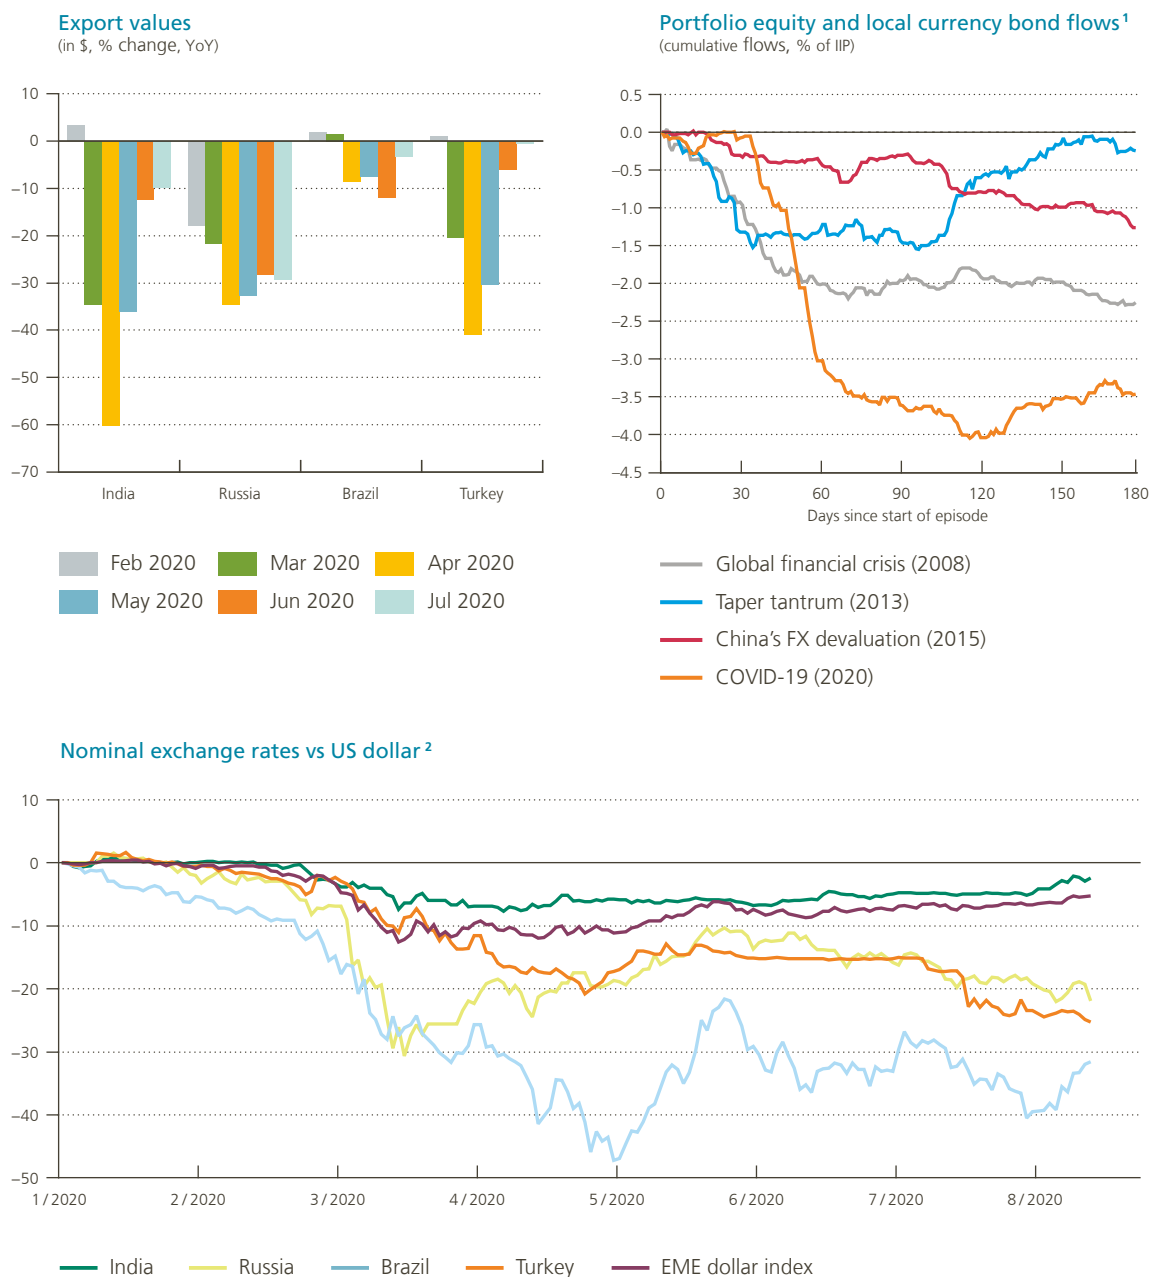 Export values
(in $, % change, YoY)
10
0
−10
−20
−30
−40
−50
−60
−70
India Russia Brazil Turkey
Feb 2020 Mar 2020 Apr 2020
May 2020 Jun 2020 Jul 2020
Portfolio equity and local currency bond flows¹
(cumulative flows, % of IIP)
0.5
0.0
−0.5
−1.0
−1.5
−2.0
−2.5
−3.0
−3.5
−4.0
−4.5
0 30 60 90 120 150 180
Days since start of episode
Global financial crisis (2008)
Taper tantrum (2013)
China’s FX devaluation (2015)
COVID-19 (2020)
Nominal exchange rates vs US dollar²
10
0
−10
−20
−30
−40
−50
1/2020 2/2020 3/2020 4/2020 5/2020 6/2020 7/2020 8/2020
India Russia Brazil Turkey EME dollar index